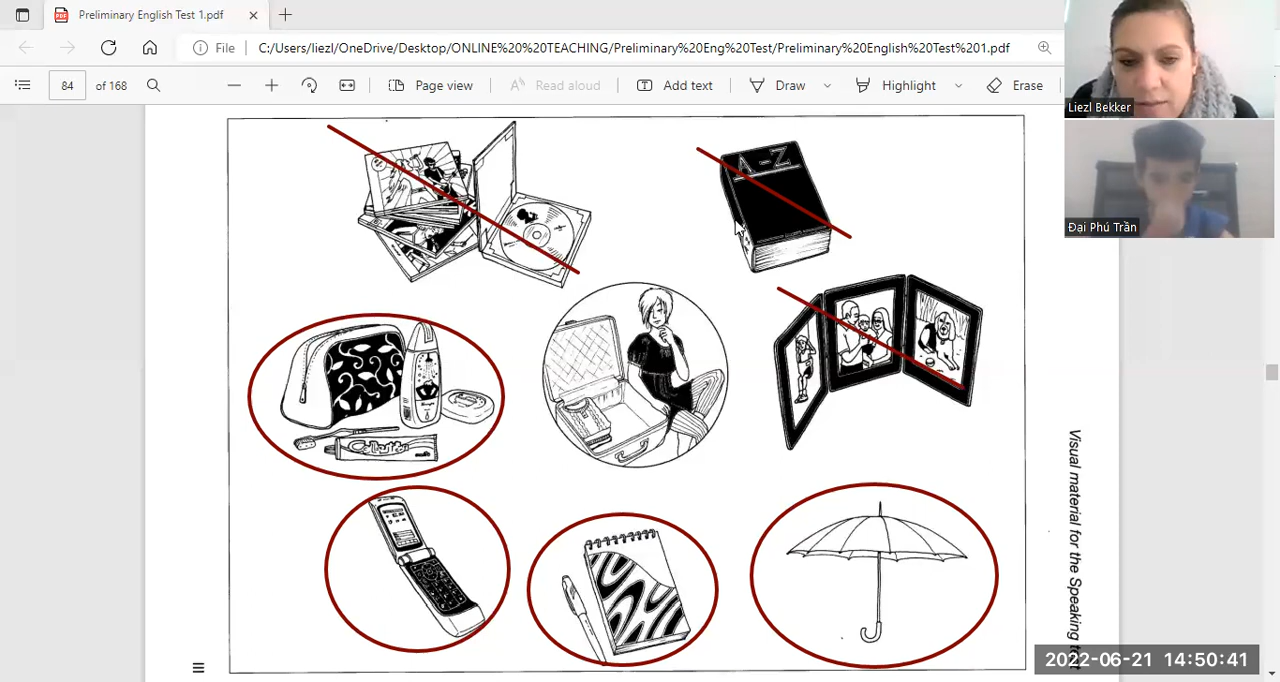 Preliminary English Test 1.pdf
File
C:/Users/liezl/OneDrive/Desktop/ONLINE%20%20TEACHING/Preliminary%20Eng%20Test/Preliminary%20English%20Test%201.pdf
84 of 168
Page view
Read aloud
Add text
Draw
Highlight
Erase
Liezl Bekker
Đại Phú Trần
A-Z
Visual material for the Speaking
2022-06-21 14:50:41